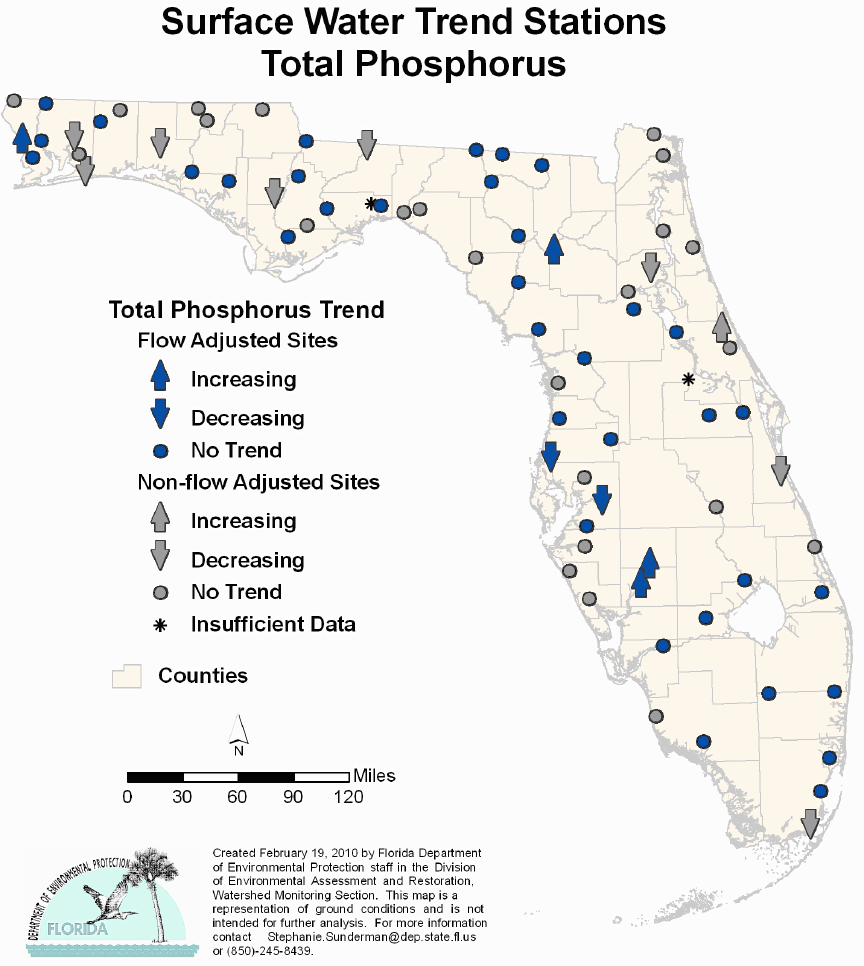 Surface Water Trend Stations
Total Phosphorus
Total Phosphorus Trend
Flow Adjusted Sites
Increasing
Decreasing
No Trend
Non-flow Adjusted Sites
Increasing
Decreasing
No Trend
Insufficient Data
Counties
N
Miles
0 30 60 90 120
DEPARTMENT OF ENVIRONMENTAL PROTECTION
FLORIDA
Created February 19, 2010 by Florida Department
of Environmental Protection staff in the Division
of Environmental Assessment and Restoration,
Watershed Monitoring Section. This map is a
representation of ground conditions and is not
intended for further analysis. For more information
contact Stephanie.Sunderman@dep.state.fl.us
or (850)-245-8439.